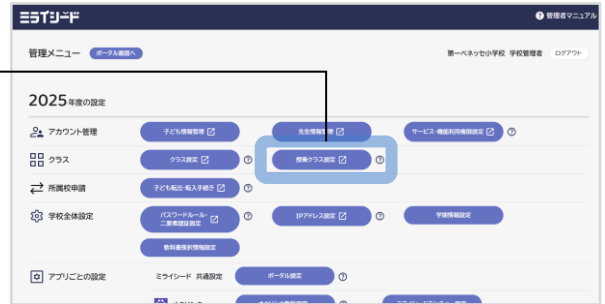 ミライシード
管理者マニュアル
管理メニュー ポータル画面へ 第一ベネッセ小学校 学校管理者 ログアウト
2025年度の設定
アカウント管理 子ども情報管理 先生情報管理 サービス・機能利用権限設定
クラス クラス設定 授業クラス設定
所属校申請 子ども転出・転入手続き
学校全体設定 パスワードルール・
二要素認証設定 IPアドレス設定 学期情報設定
教科書採択情報設定
アプリごとの設定 ミライシード 共通設定 ポータル設定